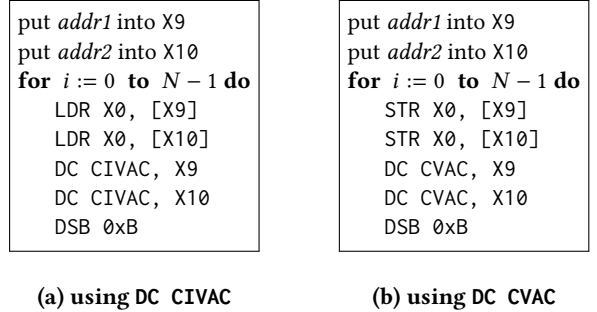 put addr1 into X9
put addr2 into X10
for i := 0 to N − 1 do
LDR X0, [X9]
LDR X0, [X10]
DC CIVAC, X9
DC CIVAC, X10
DSB 0xB
(a) using DC CIVAC
put addr1 into X9
put addr2 into X10
for i := 0 to N − 1 do
STR X0, [X9]
STR X0, [X10]
DC CVAC, X9
DC CVAC, X10
DSB 0xB
(b) using DC CVAC